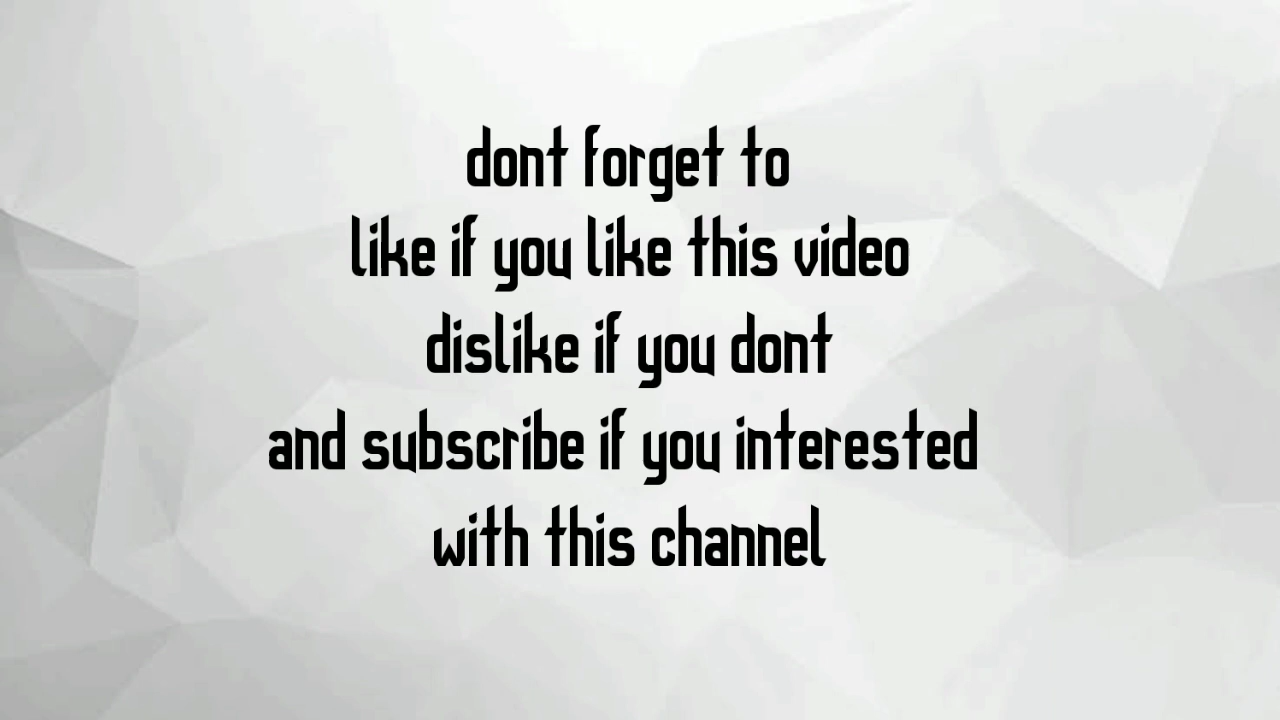 dont forget to
like if you like this video
dislike if you dont
and subscribe if you interested
with this channel